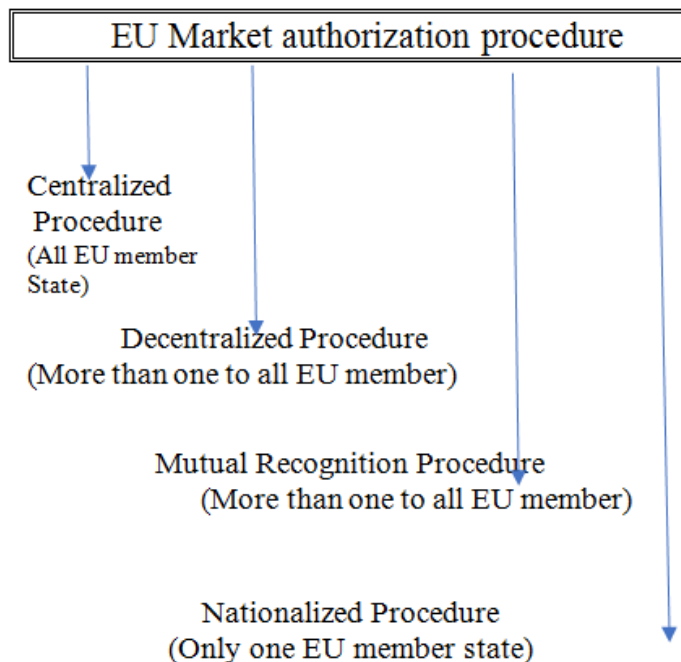 EU Market authorization procedure
Centralized
Procedure
(All EU member
State)
Decentralized Procedure
(More than one to all EU member)
Mutual Recognition Procedure
(More than one to all EU member)
Nationalized Procedure
(Only one EU member state)